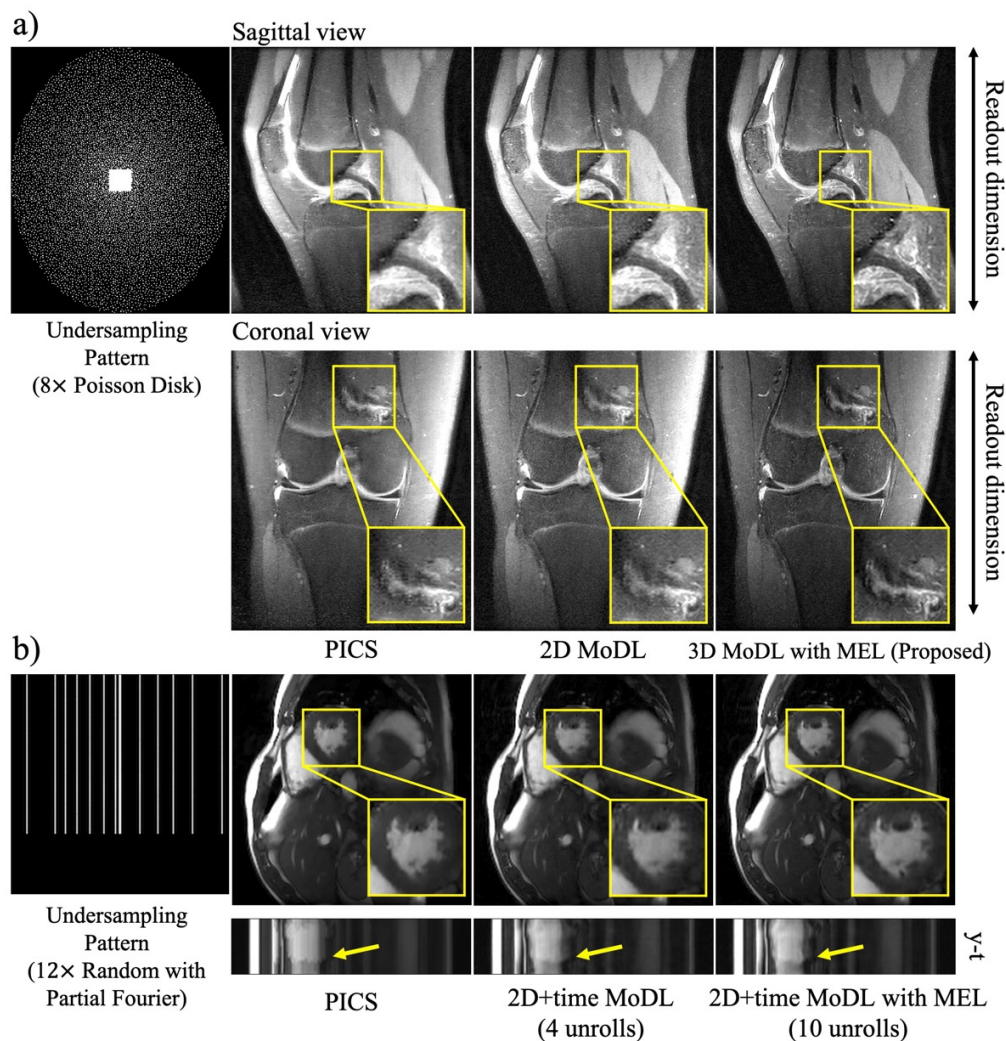 a)
Sagittal view
Readout dimension
Undersampling
Pattern
(8× Poisson Disk)
Coronal view
Readout dimension
PICS
2D MoDL
3D MoDL with MEL (Proposed)
b)
Undersampling
Pattern
(12× Random with
Partial Fourier)
y-t
PICS
2D+time MoDL
(4 unrolls)
2D+time MoDL with MEL
(10 unrolls)